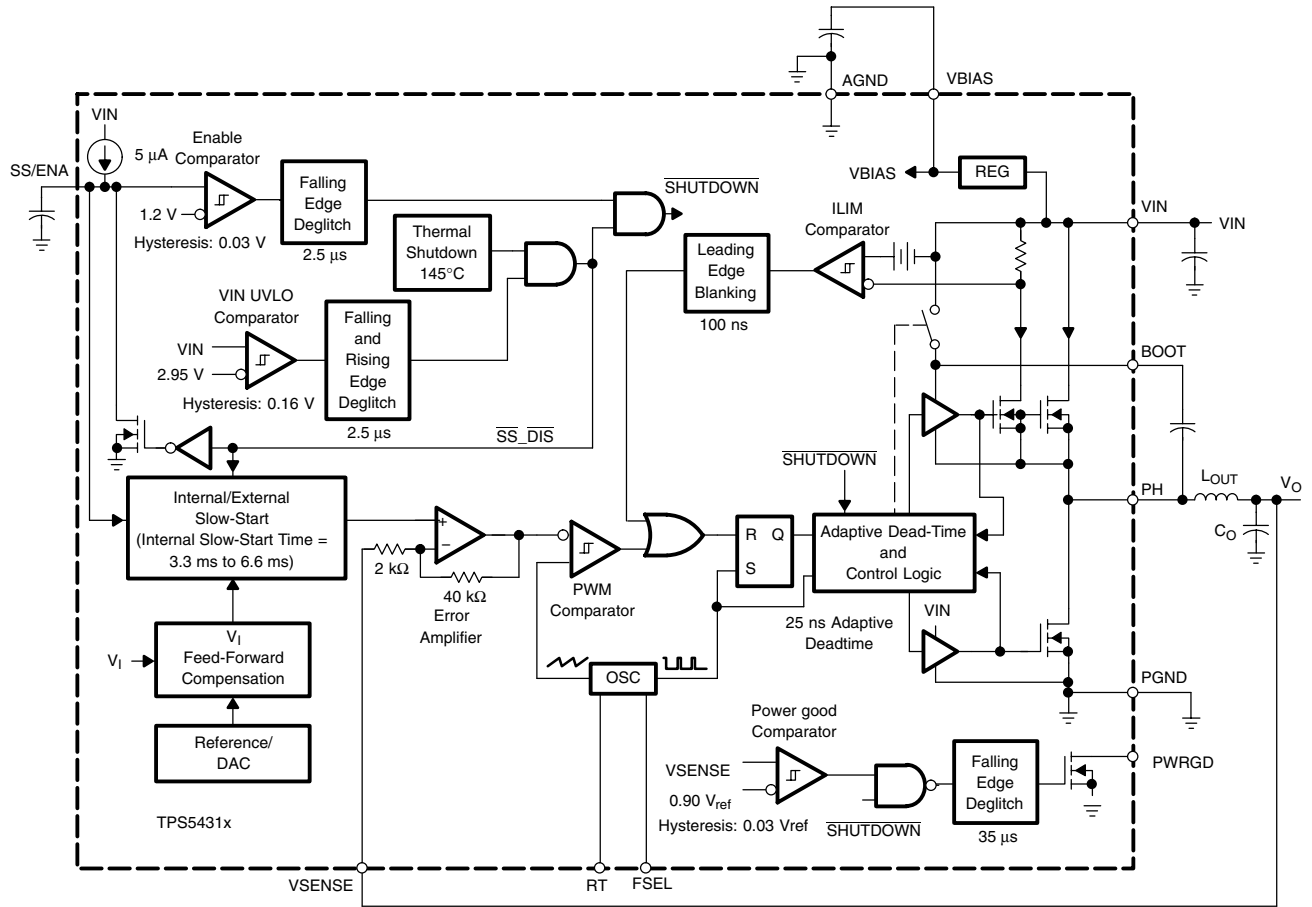 AGND
VBIAS
VIN
5 µA
Enable
Comparator
SS/ENA
1.2 V
Hysteresis: 0.03 V
Falling
Edge
Deglitch
2.5 µs
SHUTDOWN
VBIAS
REG
VIN
VIN
ILIM
Comparator
Thermal
Shutdown
145°C
Leading
Edge
Blanking
100 ns
VIN UVLO
Comparator
VIN
2.95 V
Hysteresis: 0.16 V
Falling
and
Rising
Edge
Deglitch
2.5 µs
BOOT
SS_DIS
SHUTDOWN
PH
LOUT
VO
CO
Internal/External
Slow-Start
(Internal Slow-Start Time =
3.3 ms to 6.6 ms)
+
−
2 kΩ
40 kΩ
Error
Amplifier
PWM
Comparator
R Q
S
Adaptive Dead-Time
and
Control Logic
25 ns Adaptive
Deadtime
VIN
VI
VI
Feed-Forward
Compensation
OSC
PGND
Reference/
DAC
Power good
Comparator
VSENSE
0.90 Vref
Hysteresis: 0.03 Vref
SHUTDOWN
Falling
Edge
Deglitch
35 µs
PWRGD
TPS5431x
VSENSE
RT
FSEL